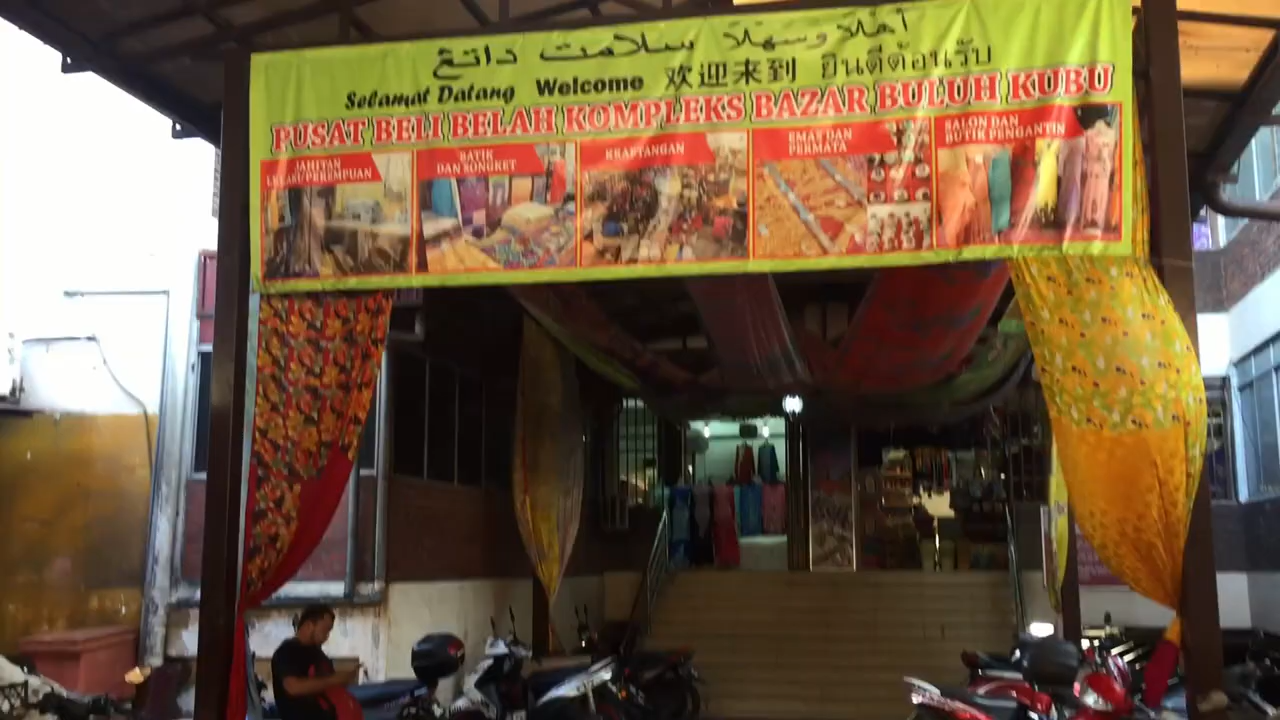 أهلا وسهلا سلامت داتڠ
Selamat Datang Welcome 欢迎来到 ยินดีต้อนรับ
PUSAT BELI BELAH KOMPLEKS BAZAR BULUH KUBU
JAHITAN
LELAKI/PEREMPUAN
BATIK
DAN SONGKET
KRAFTANGAN
EMAS DAN
PERMATA
SALON DAN
BUTIK PENGANTIN